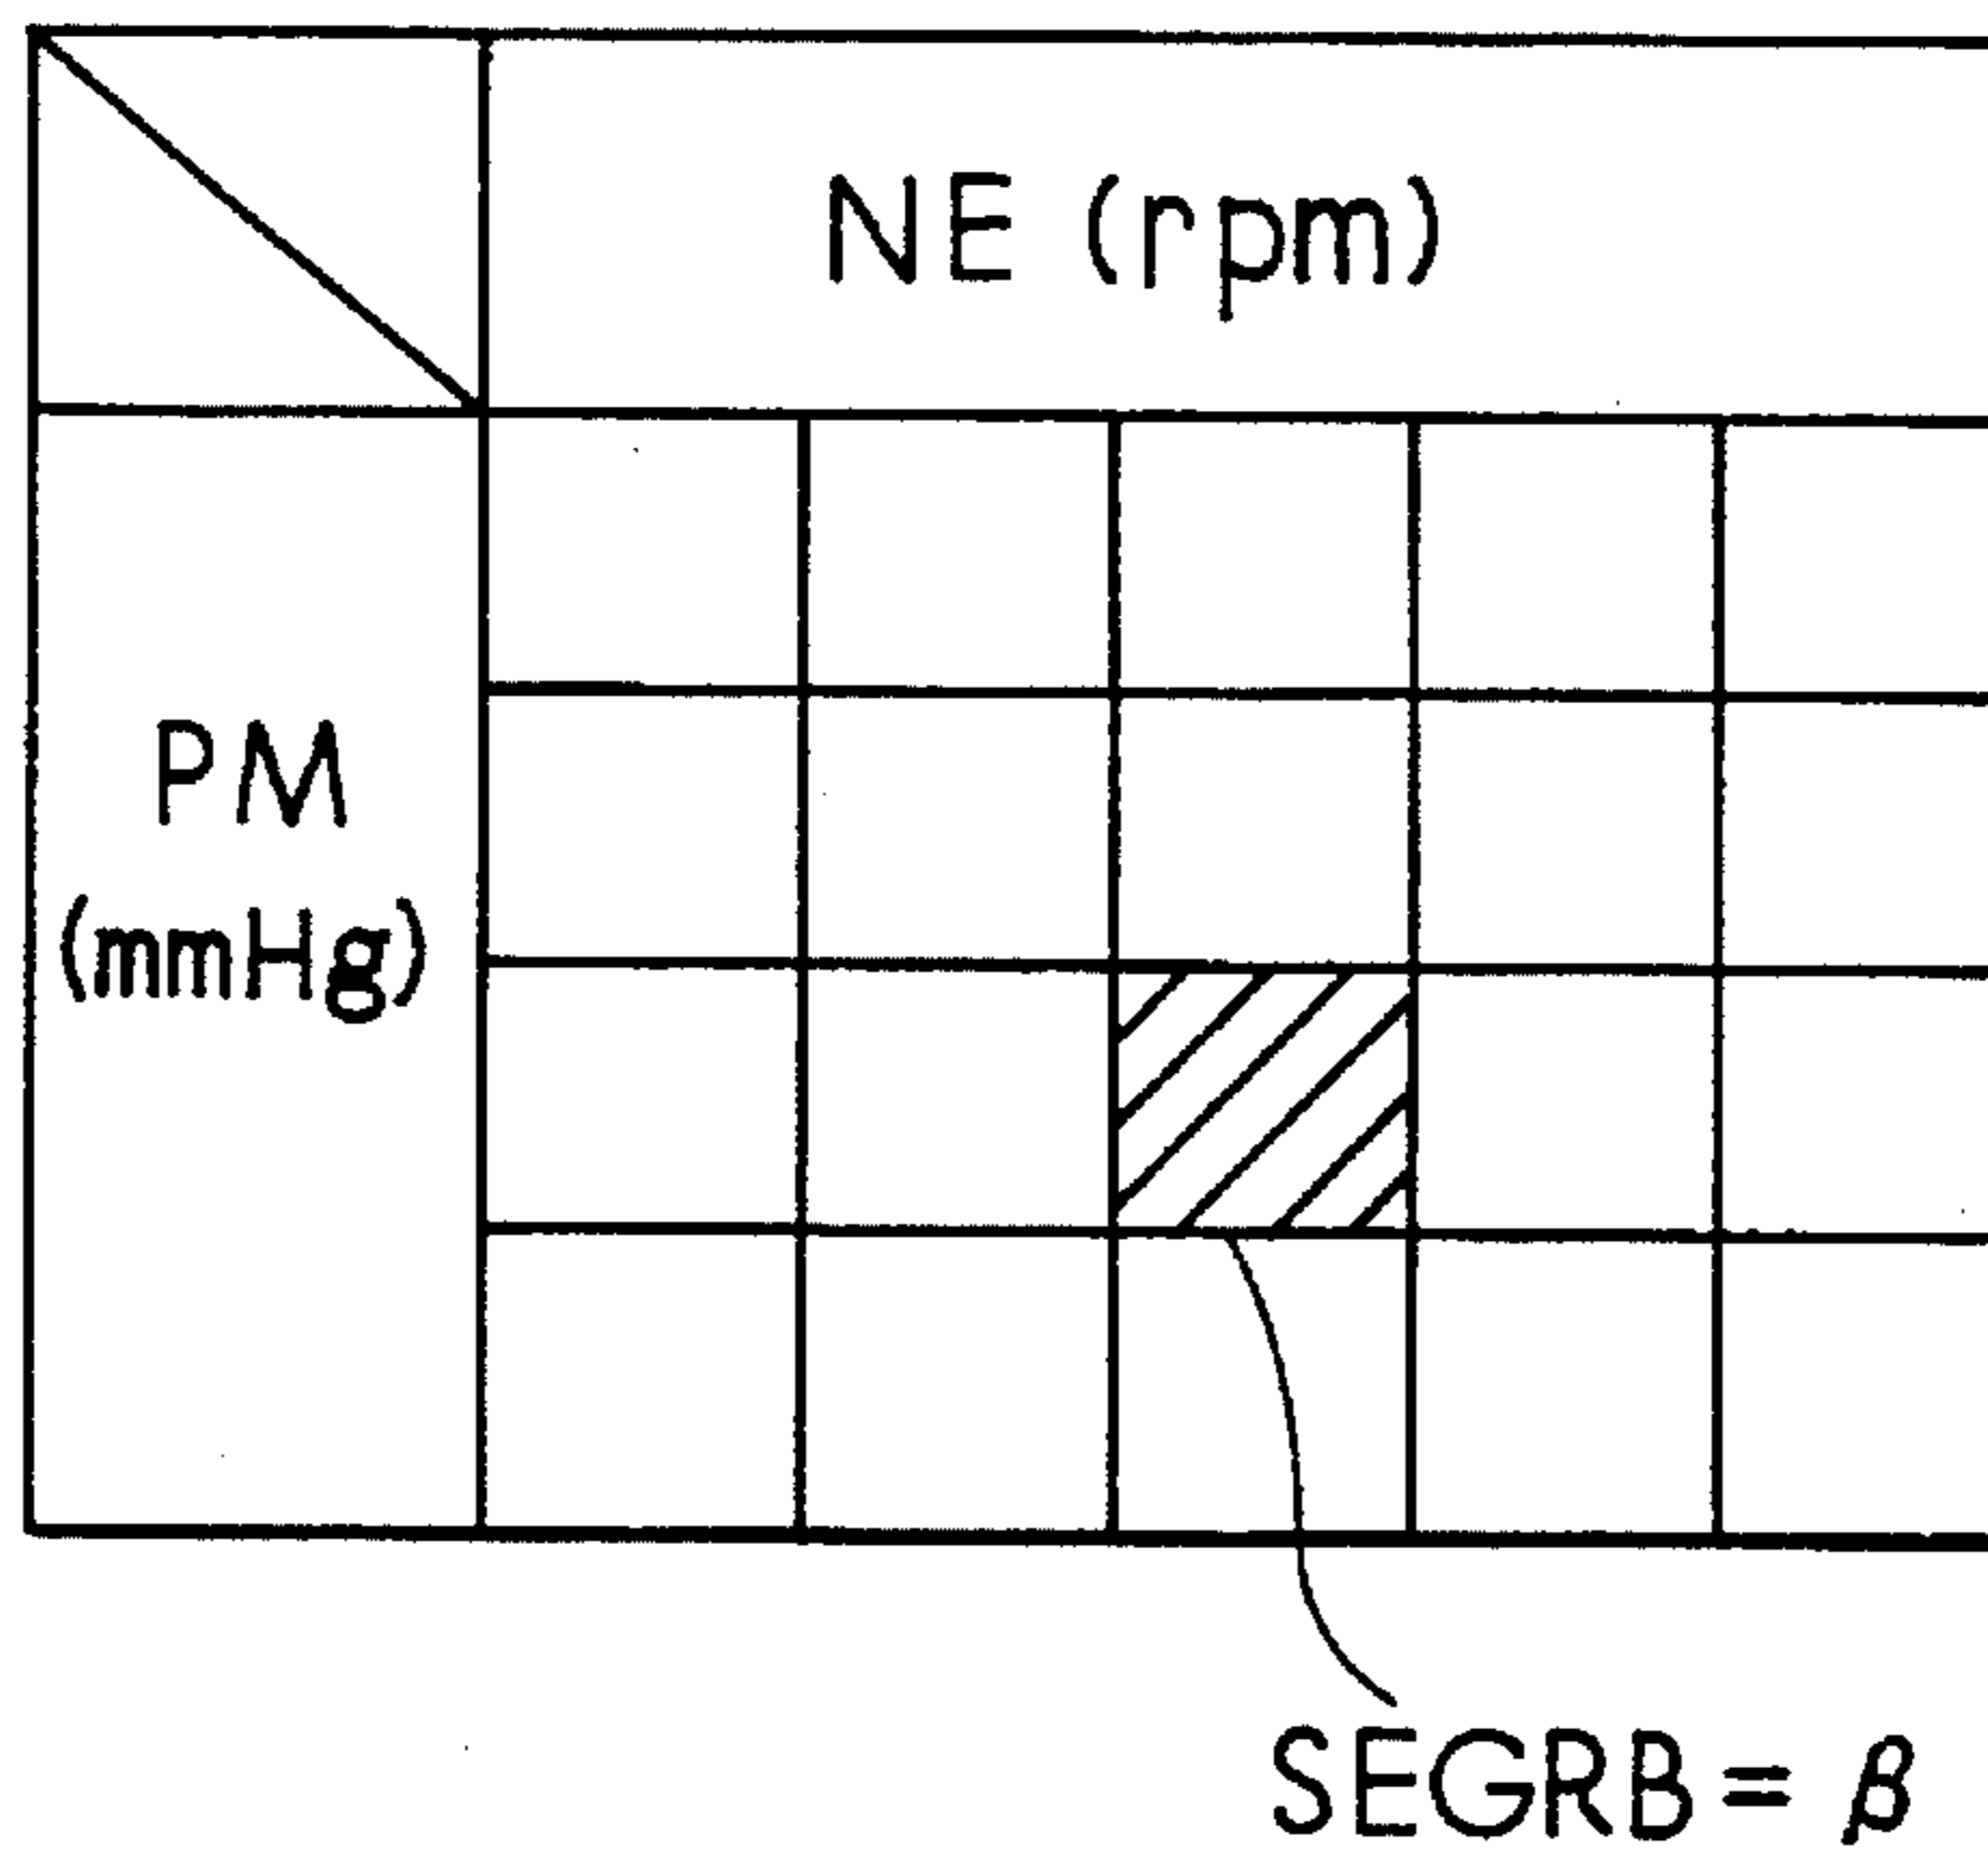 NE (rpm)
PM
(mmHg)
SEGRB = β